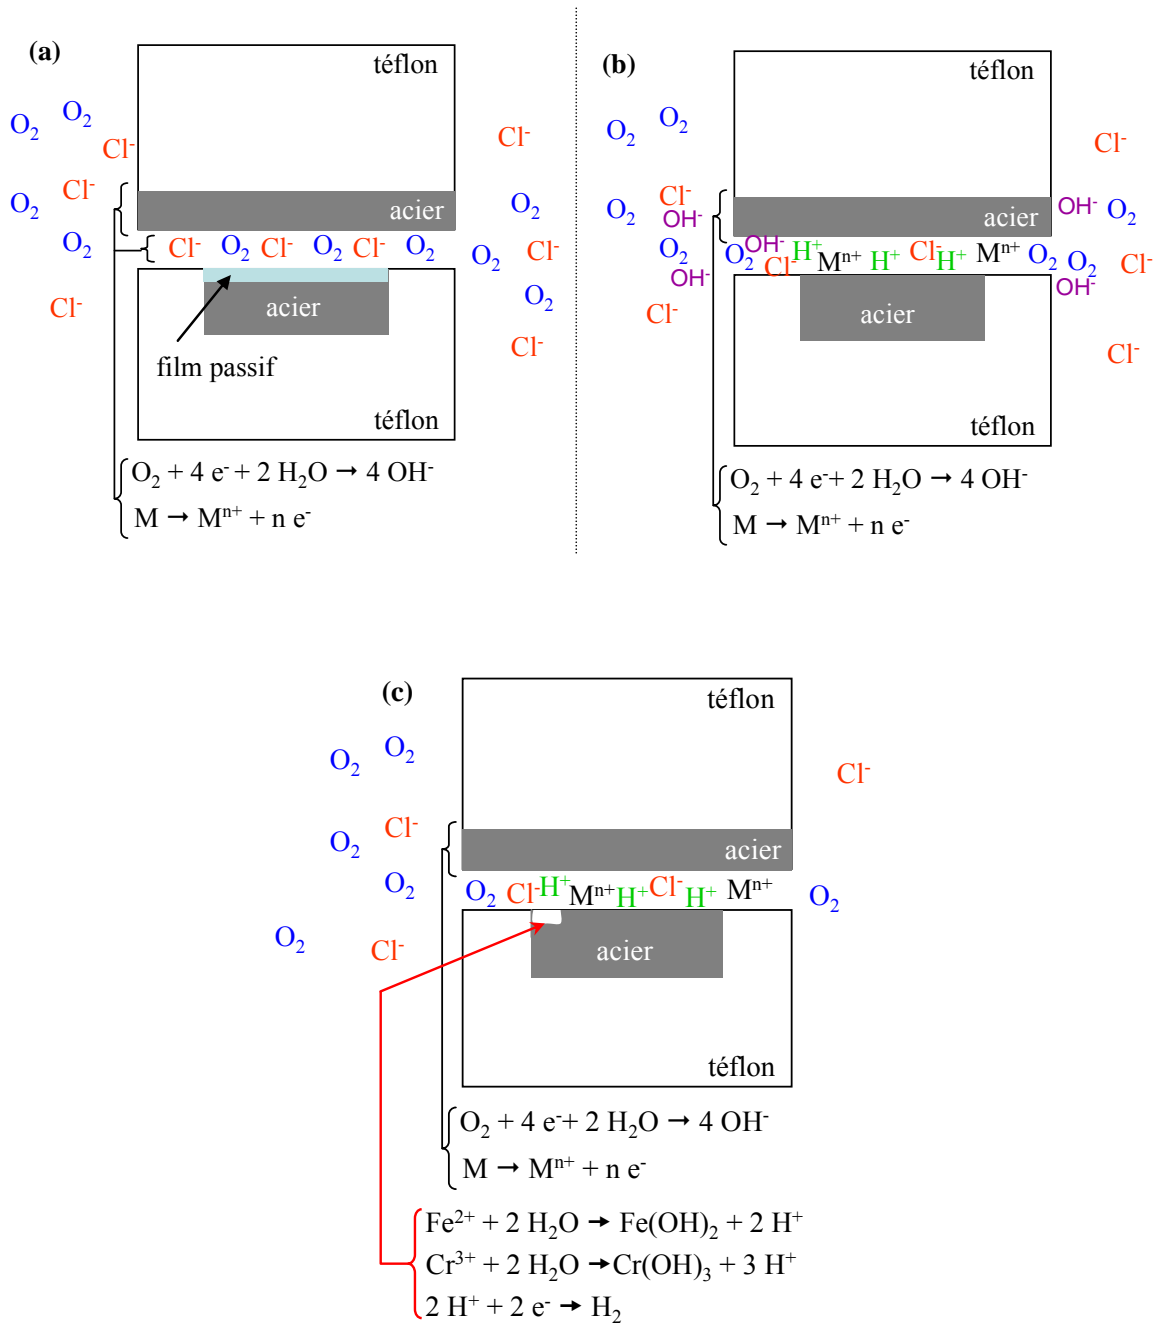 (a)
téflon
O₂ O₂
Cl⁻ Cl⁻
Cl⁻
O₂ acier O₂
O₂ Cl⁻ O₂ Cl⁻ O₂ Cl⁻ O₂ O₂ Cl⁻
Cl⁻ acier O₂
film passif Cl⁻
téflon
O₂ + 4 e⁻ + 2 H₂O → 4 OH⁻
M → Mⁿ⁺ + n e⁻
(b)
téflon
O₂ O₂
Cl⁻
Cl⁻
O₂ OH⁻ acier OH⁻ O₂
O₂ O₂ OH⁻ Cl⁻ H⁺ Mⁿ⁺ H⁺ Cl⁻ H⁺ Mⁿ⁺ O₂ O₂ Cl⁻
OH⁻ OH⁻
Cl⁻ acier
Cl⁻
téflon
O₂ + 4 e⁻+ 2 H₂O → 4 OH⁻
M → Mⁿ⁺ + n e⁻
(c)
téflon
O₂ O₂
Cl⁻
Cl⁻
O₂ acier
O₂ O₂ Cl⁻ H⁺ Mⁿ⁺ H⁺ Cl⁻ H⁺ Mⁿ⁺ O₂
O₂ Cl⁻ acier
téflon
O₂ + 4 e⁻+ 2 H₂O → 4 OH⁻
M → Mⁿ⁺ + n e⁻
Fe²⁺ + 2 H₂O → Fe(OH)₂ + 2 H⁺
Cr³⁺ + 2 H₂O →Cr(OH)₃ + 3 H⁺
2 H⁺ + 2 e⁻ → H₂